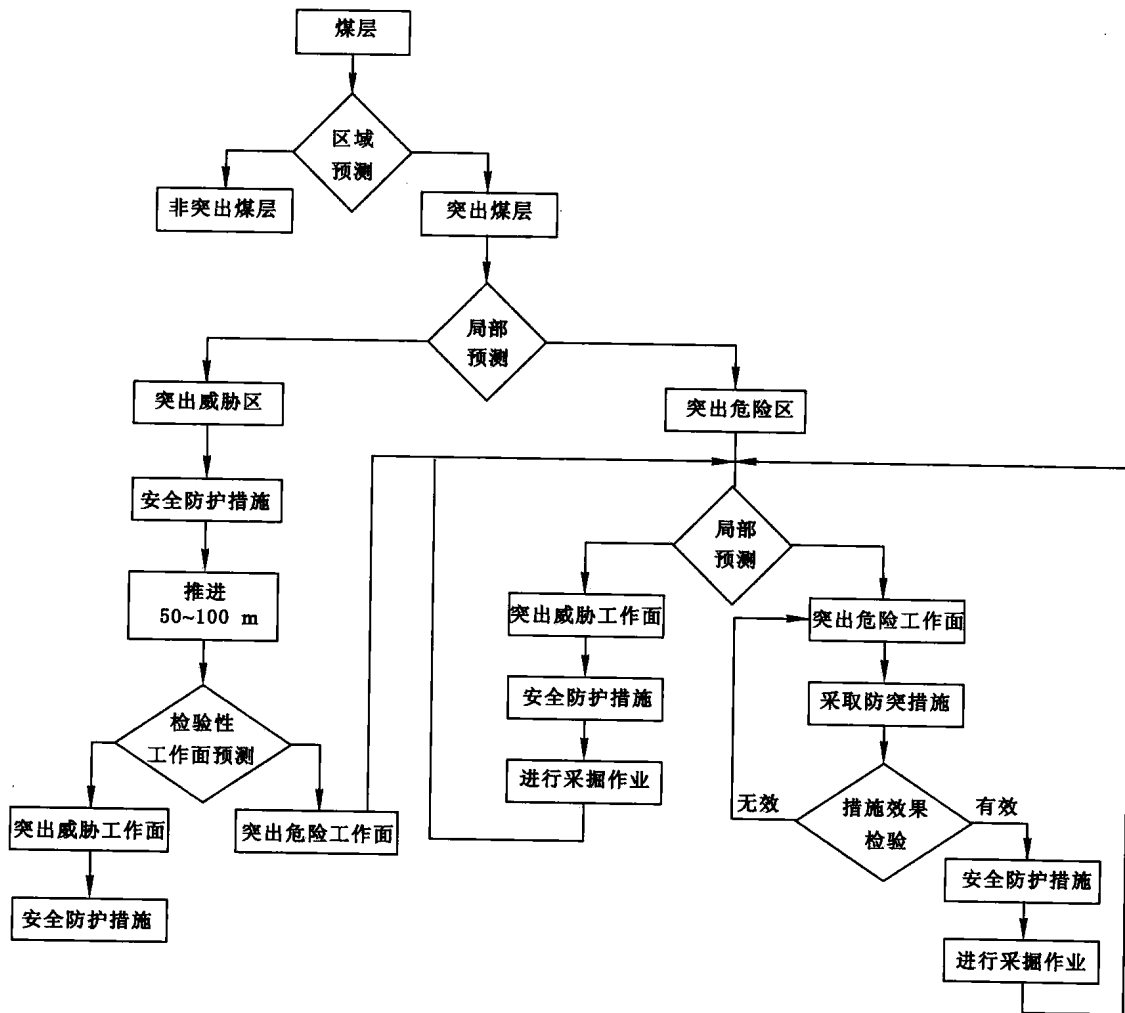 煤层
区域
预测
非突出煤层
突出煤层
局部
预测
突出威胁区
突出危险区
安全防护措施
局部
预测
推进
50~100 m
突出威胁工作面
突出危险工作面
检验性
工作面预测
安全防护措施
采取防突措施
进行采掘作业
无效
措施效果
检验
有效
突出威胁工作面
突出危险工作面
安全防护措施
安全防护措施
进行采掘作业